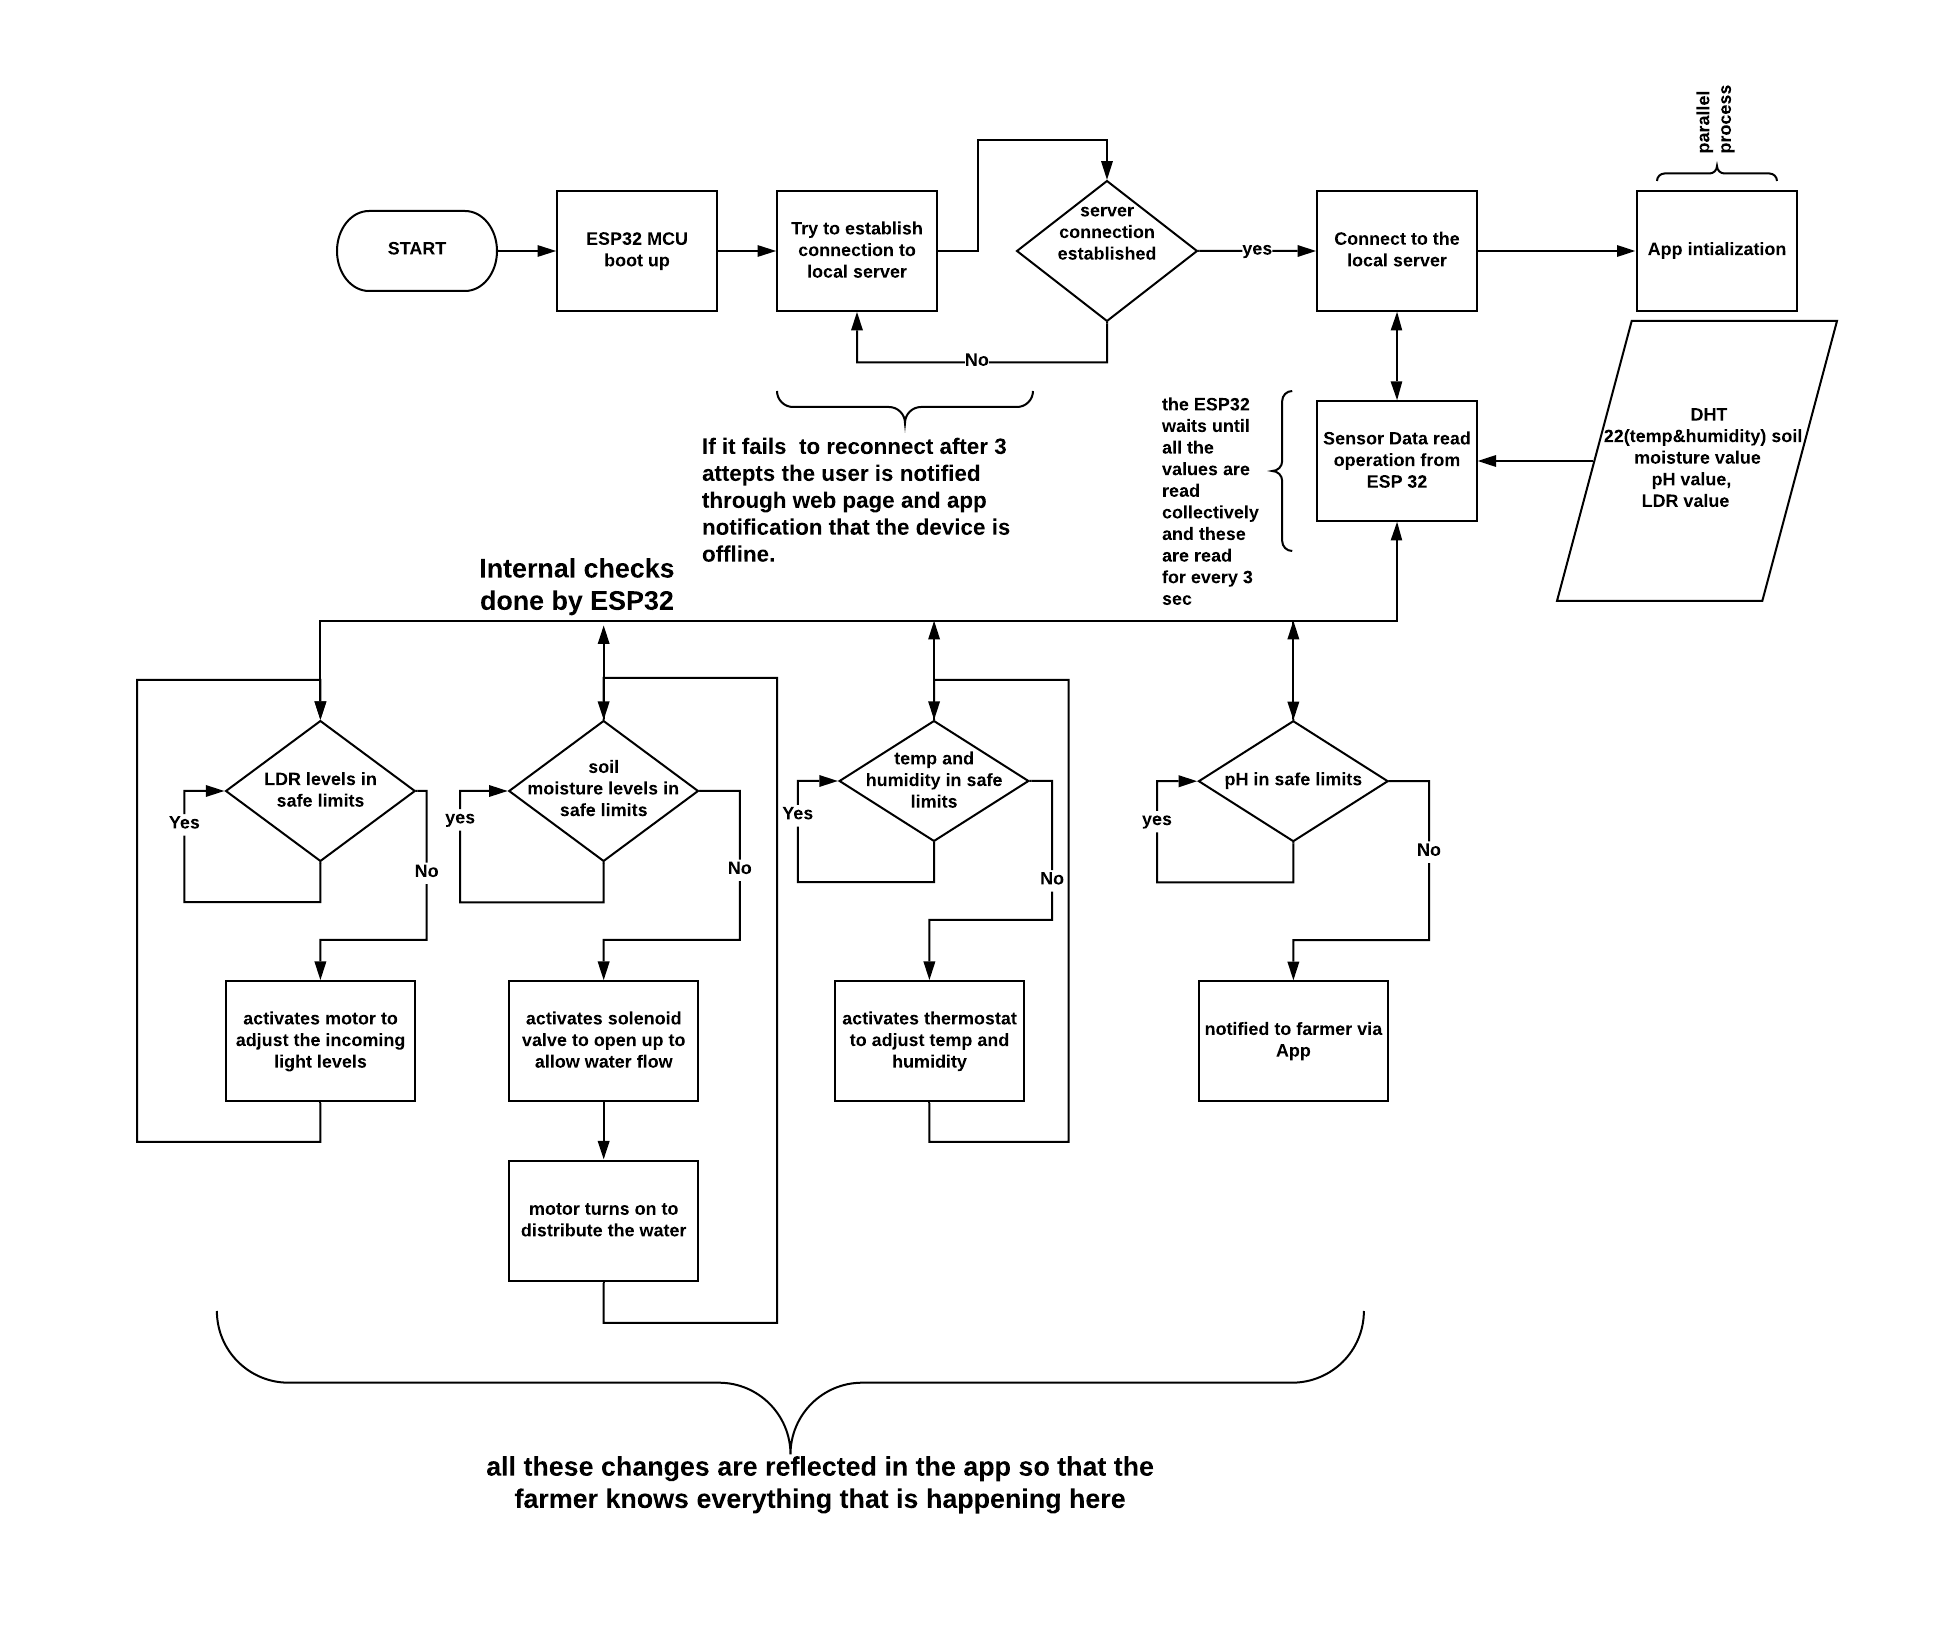 parallel
process
START
ESP32 MCU
boot up
Try to establish
connection to
local server
server
connection
established
yes
Connect to the
local server
App intialization
No
If it fails  to reconnect after 3
attepts the user is notified
through web page and app
notification that the device is
offline.
the ESP32
waits until
all the
values are
read
collectively
and these
are read
for every 3
sec
Sensor Data read
operation from
ESP 32
DHT
22(temp&humidity) soil
moisture value
pH value,
LDR value
Internal checks
done by ESP32
LDR levels in
safe limits
Yes
No
soil
moisture levels in
safe limits
yes
No
temp and
humidity in safe
limits
Yes
No
pH in safe limits
yes
No
activates motor to
adjust the incoming
light levels
activates solenoid
valve to open up to
allow water flow
activates thermostat
to adjust temp and
humidity
notified to farmer via
App
motor turns on to
distribute the water
all these changes are reflected in the app so that the
farmer knows everything that is happening here